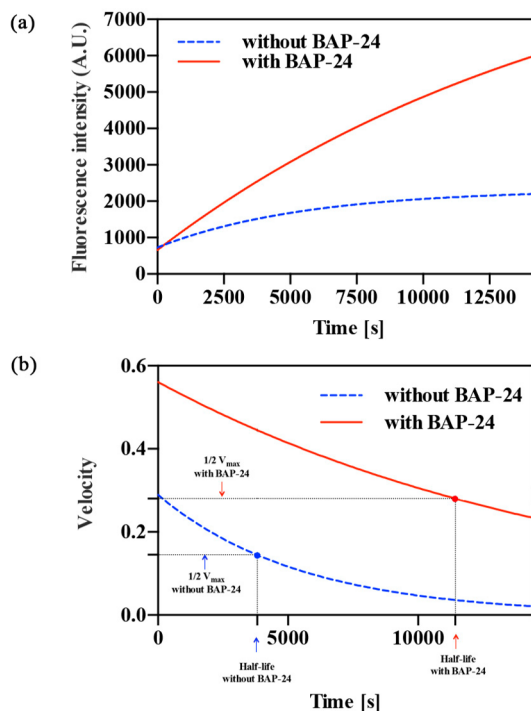 (a)
7000
6000
5000
4000
3000
2000
1000
0
Fluorescence intensity (A.U.)
without BAP-24
with BAP-24
0 2500 5000 7500 10000 12500
Time [s]
(b)
0.6
0.4
0.2
0.0
Velocity
without BAP-24
with BAP-24
1/2 Vmax
with BAP-24
1/2 Vmax
without BAP-24
0 5000 10000
Half-life
without BAP-24
Half-life
with BAP-24
Time [s]